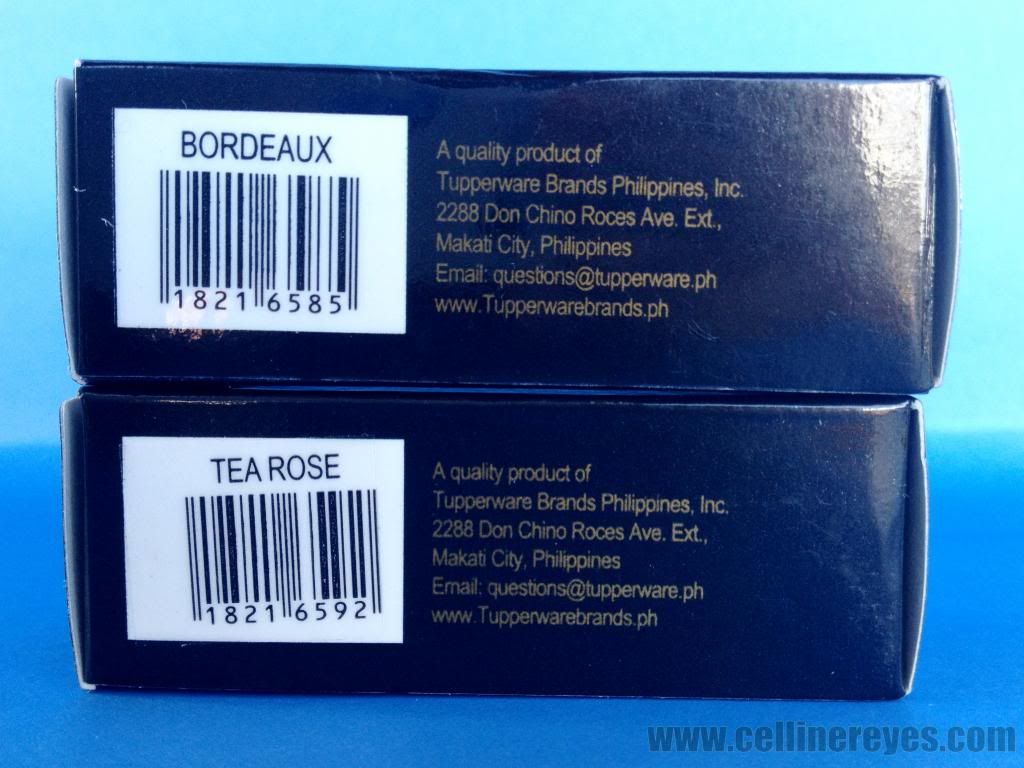 BORDEAUX
1821 6585
A quality product of
Tupperware Brands Philippines, Inc.
2288 Don Chino Roces Ave. Ext.,
Makati City, Philippines
Email: questions@tupperware.ph
www.Tupperwarebrands.ph
TEA ROSE
1821 6592
A quality product of
Tupperware Brands Philippines, Inc.
2288 Don Chino Roces Ave. Ext.,
Makati City, Philippines
Email: questions@tupperware.ph
www.Tupperwarebrands.ph
www.cellinereyes.com